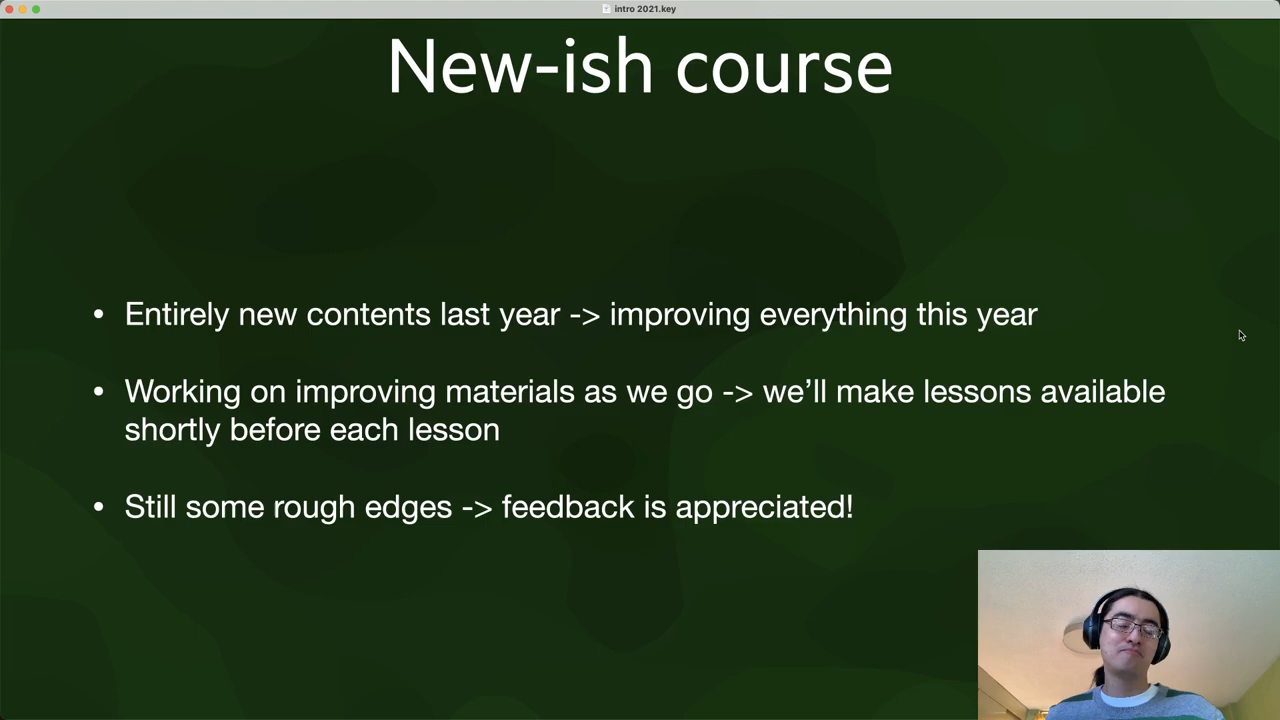 intro 2021.key
New-ish course
• Entirely new contents last year -> improving everything this year
• Working on improving materials as we go -> we’ll make lessons available
shortly before each lesson
• Still some rough edges -> feedback is appreciated!